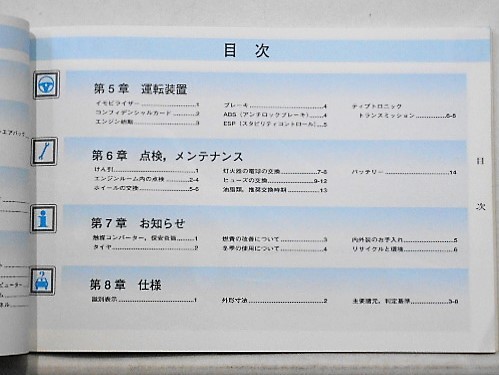 目 次
第5章 運転装置
イモビライザー 1
コンフィデンシャルカード 2
エンジン始動 3
ブレーキ 4
ABS(アンチロックブレーキ) 4
ESP(スタビリティコントロール) 5
ティプトロニック
トランスミッション 6-8
第6章 点検,メンテナンス
けん引 1
エンジンルーム内の点検 2-4
ホイールの交換 5-6
灯火器の電球の交換 7-8
ヒューズの交換 9-12
油脂類,推奨交換時期 13
バッテリー 14
第7章 お知らせ
触媒コンバーター,保安金箱 1
タイヤ 2
燃費の改善について 3
冬季の使用について 4
内外装のお手入れ 5
リサイクルと環境 6
第8章 仕様
識別表示 1
外形寸法 2
主要諸元,判定基準 3-8
目
次